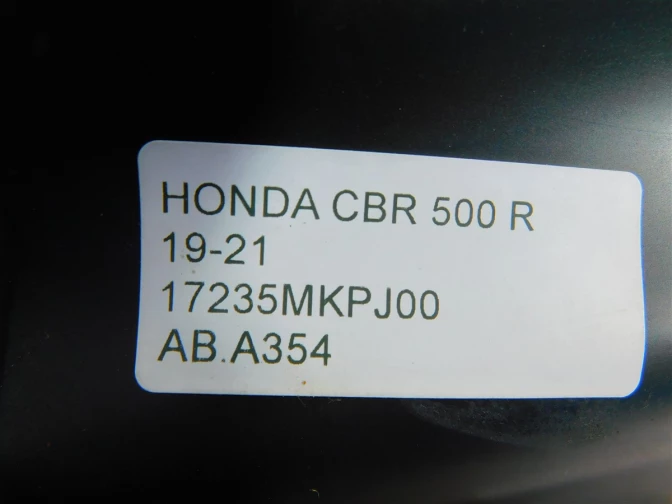 HONDA CBR 500 R
19-21
17235MKPJ00
AB.A354